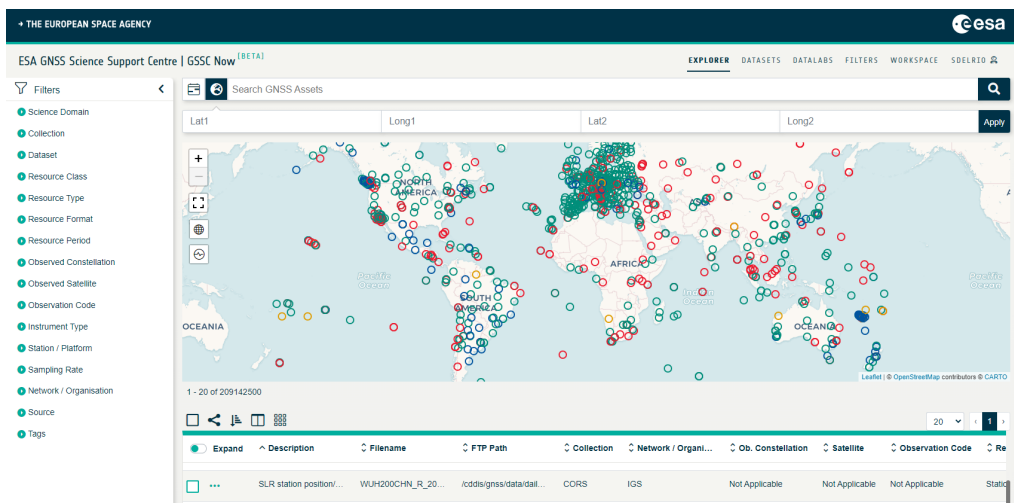 → THE EUROPEAN SPACE AGENCY
esa
ESA GNSS Science Support Centre | GSSC Now [BETA]
EXPLORER DATASETS DATALABS FILTERS WORKSPACE SDELRIO
Filters
Search GNSS Assets
Science Domain
Collection
Dataset
Resource Class
Resource Type
Resource Format
Resource Period
Observed Constellation
Observed Satellite
Observation Code
Instrument Type
Station / Platform
Sampling Rate
Network / Organisation
Source
Tags
Lat1 Long1 Lat2 Long2 Apply
+
−
NORTH AMERICA
ASIA
AFRICA
Pacific Ocean
Indian Ocean
Pacific Ocean
SOUTH AMERICA
OCEANIA
OCEANIA
Leaflet | © OpenStreetMap contributors © CARTO
1 - 20 of 209142500
20 ‹ 1 ›
Expand Description Filename FTP Path Collection Network / Organi... Ob. Constellation Satellite Observation Code Re
... SLR station position/... WUH200CHN_R_20... /cddis/gnss/data/dail... CORS IGS Not Applicable Not Applicable Not Applicable Static